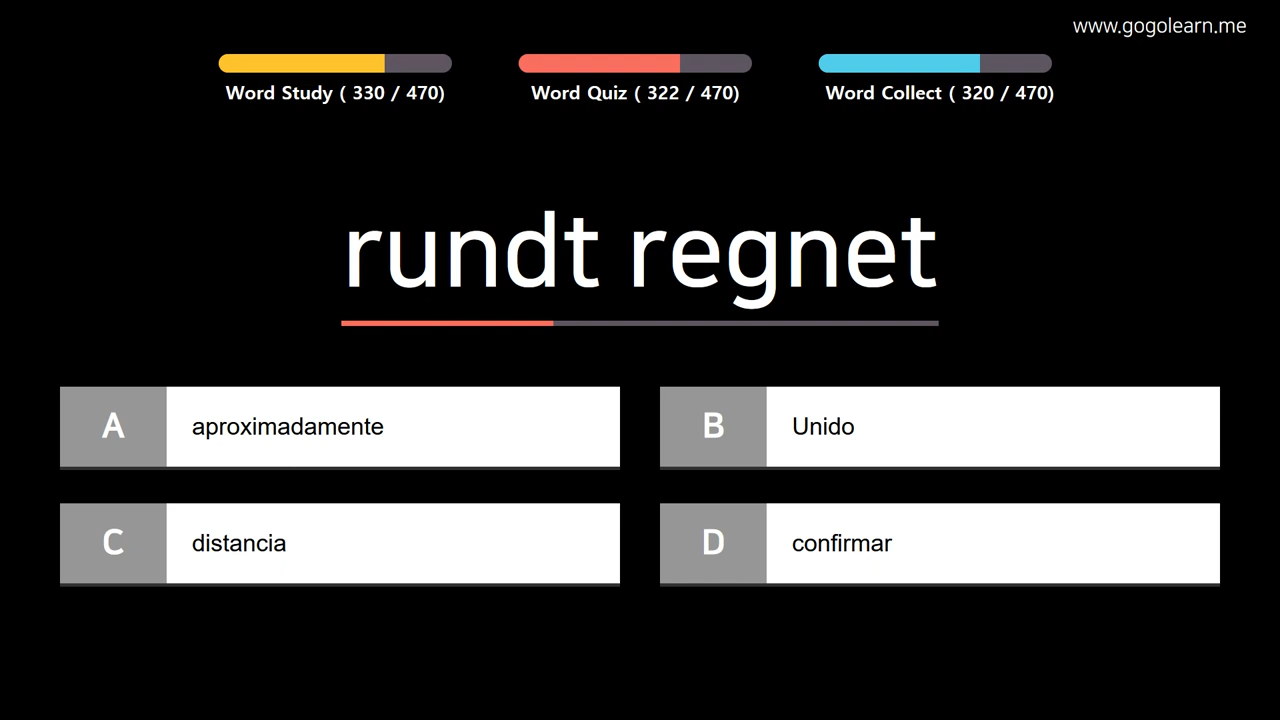 www.gogolearn.me
Word Study ( 330 / 470)
Word Quiz ( 322 / 470)
Word Collect ( 320 / 470)
rundt regnet
A aproximadamente
B Unido
C distancia
D confirmar